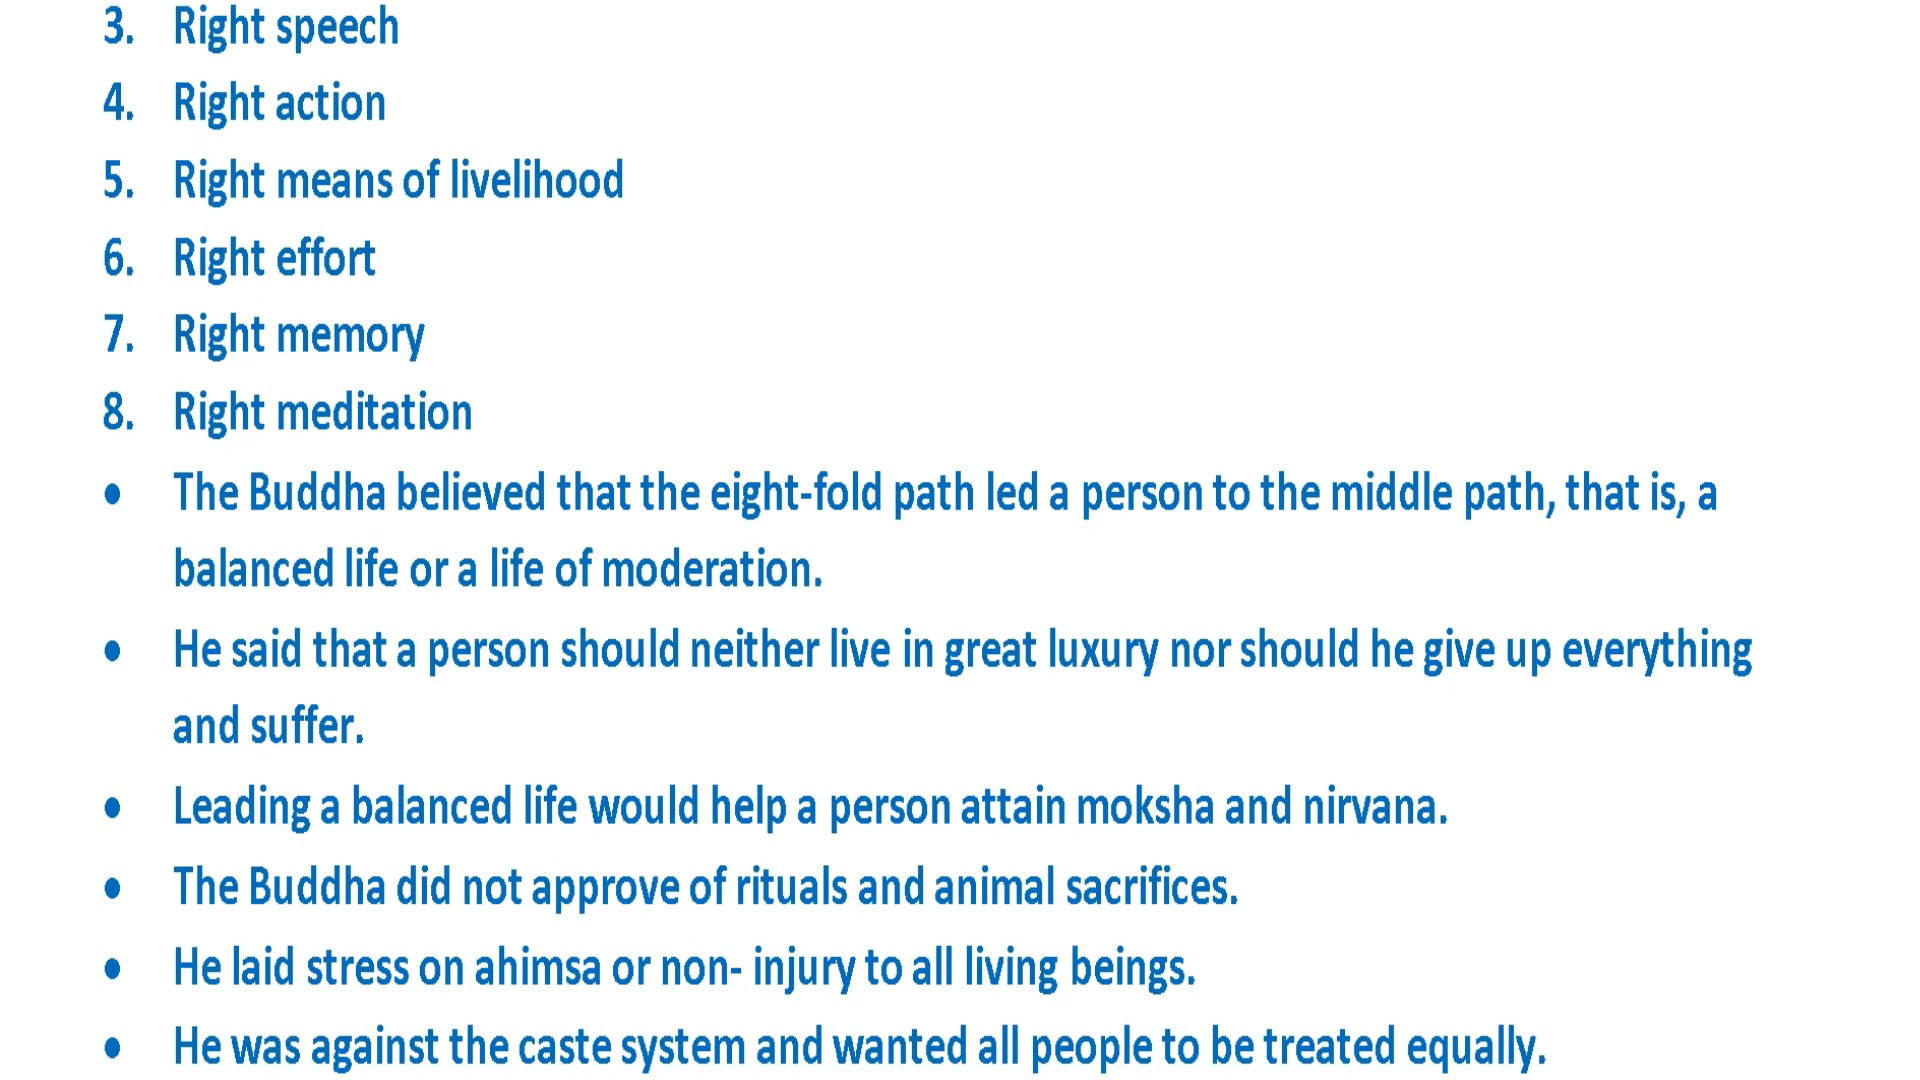 3. Right speech
4. Right action
5. Right means of livelihood
6. Right effort
7. Right memory
8. Right meditation
• The Buddha believed that the eight-fold path led a person to the middle path, that is, a
balanced life or a life of moderation.
• He said that a person should neither live in great luxury nor should he give up everything
and suffer.
• Leading a balanced life would help a person attain moksha and nirvana.
• The Buddha did not approve of rituals and animal sacrifices.
• He laid stress on ahimsa or non- injury to all living beings.
• He was against the caste system and wanted all people to be treated equally.